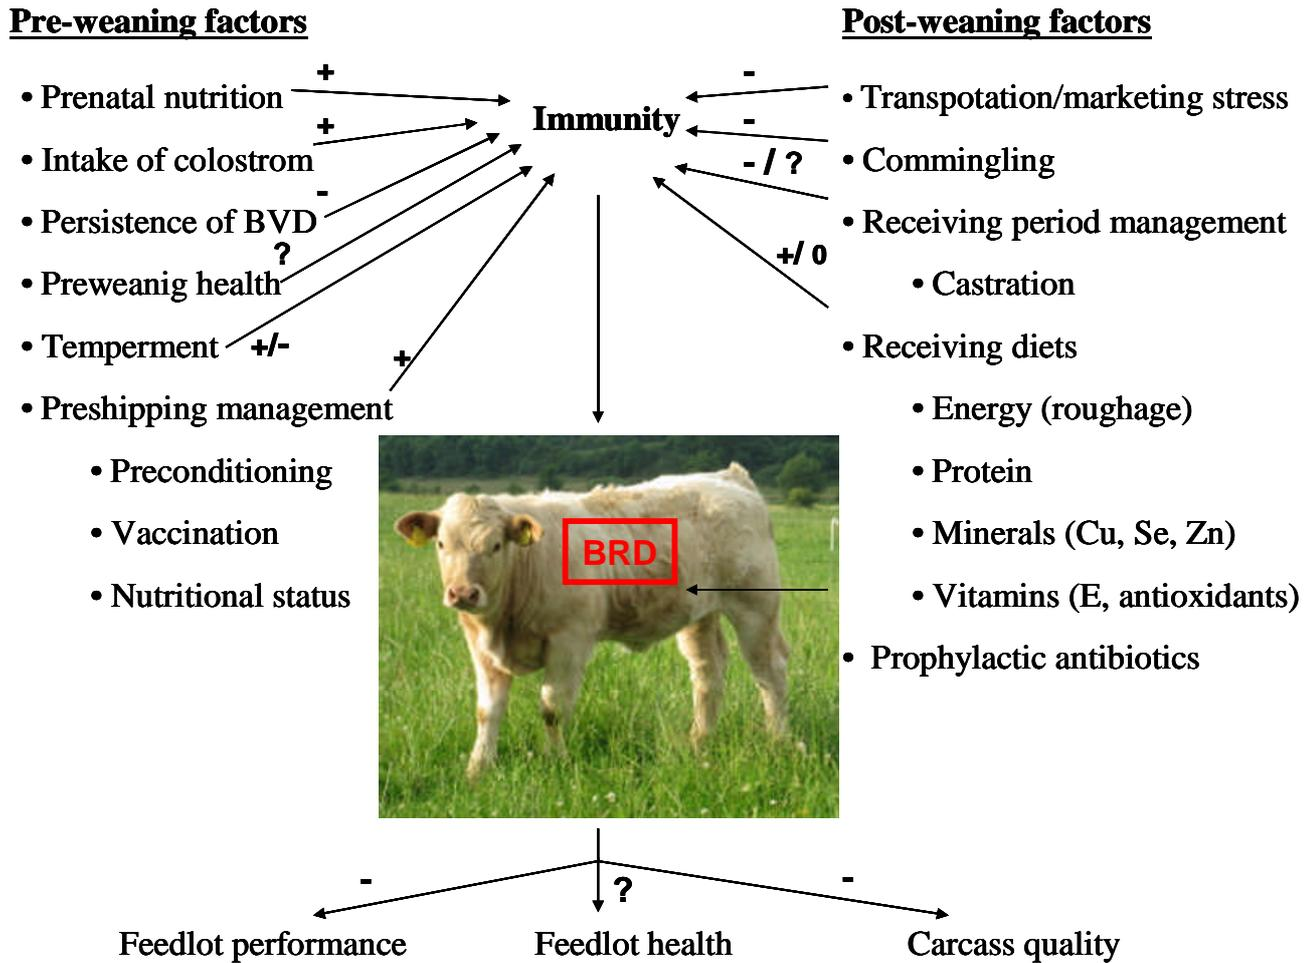 Pre-weaning factors
• Prenatal nutrition
+
• Intake of colostrom
+
• Persistence of BVD
-
• Preweanig health
?
• Temperment
+/-
• Preshipping management
+
• Preconditioning
• Vaccination
• Nutritional status
Immunity
Post-weaning factors
-
• Transpotation/marketing stress
-
• Commingling
- / ?
• Receiving period management
• Castration
+/ 0
• Receiving diets
• Energy (roughage)
• Protein
• Minerals (Cu, Se, Zn)
• Vitamins (E, antioxidants)
• Prophylactic antibiotics
BRD
-
?
-
Feedlot performance
Feedlot health
Carcass quality